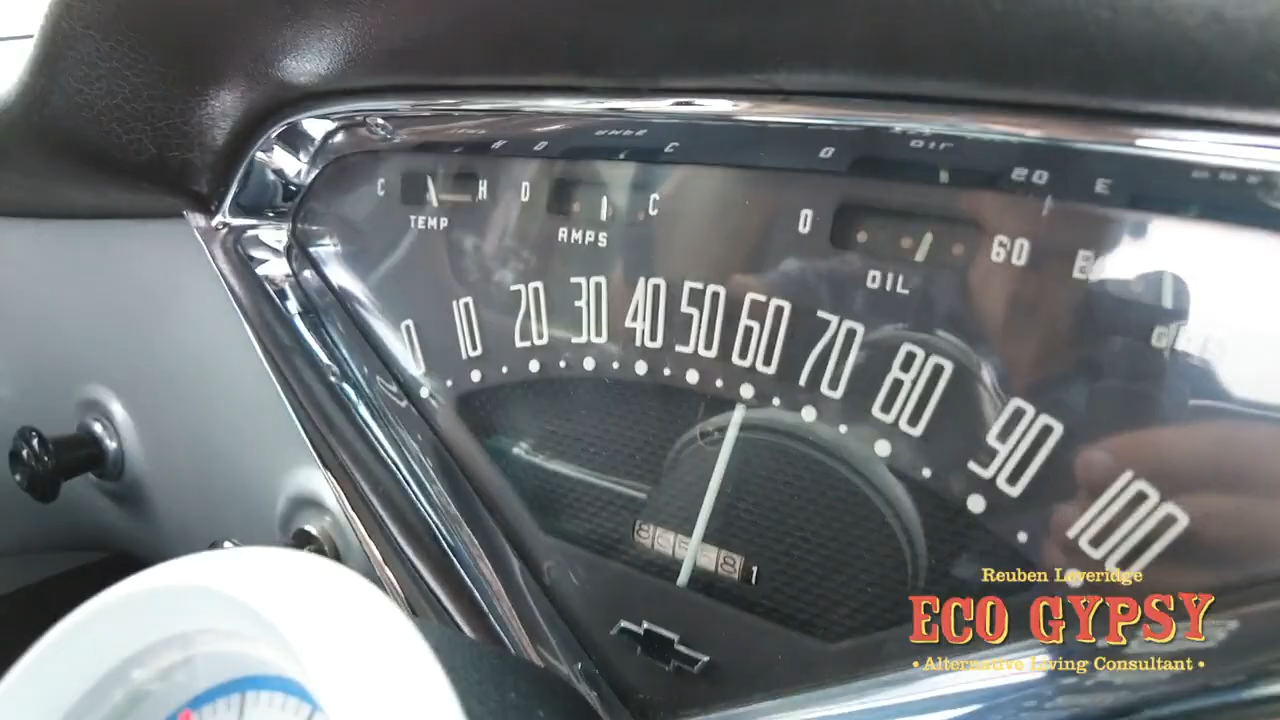 C H
TEMP
D C
AMPS
0 60
OIL
E
0 10 20 30 40 50 60 70 80 90 100
1
Reuben Loveridge
ECO GYPSY
• Alternative Living Consultant •